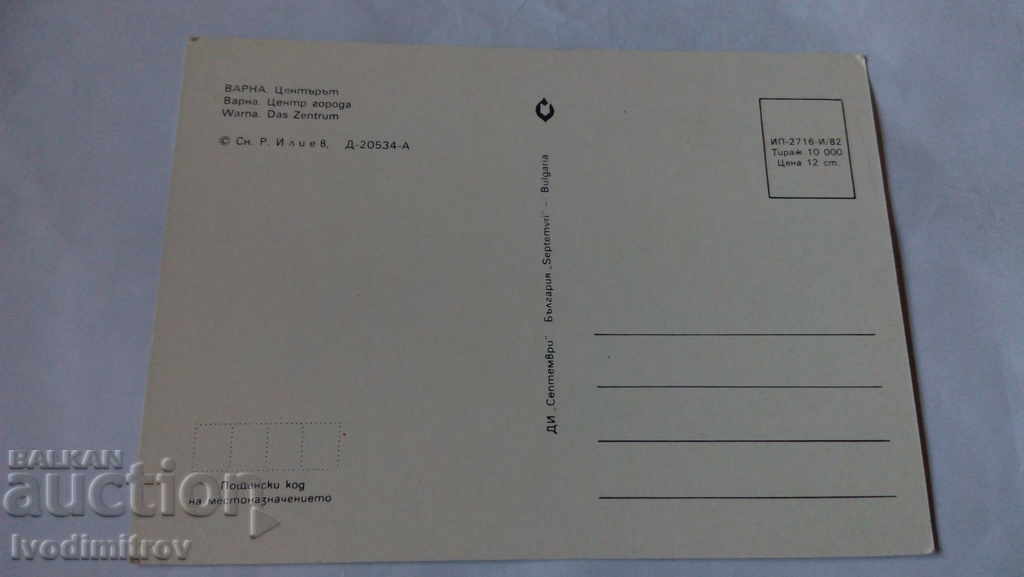 ВАРНА. Центърът
Варна. Центр города
Warna. Das Zentrum
© Сн. Р. Илиев, Д-20534-А
ДИ „Септември" България „Septemvri" – Bulgaria
ИП-2716-И/82
Тираж 10 000
Цена 12 ст.
Пощенски код
на местоназначението
BALKAN
auction
Ivodimitrov